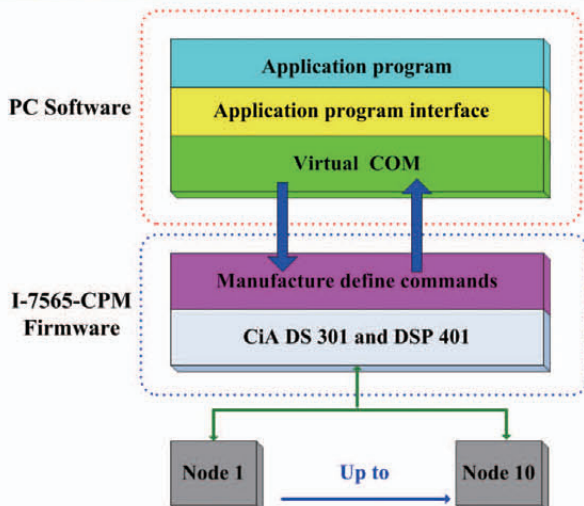 Application program
PC Software
Application program interface
Virtual COM
Manufacture define commands
I-7565-CPM
Firmware
CiA DS 301 and DSP 401
Node 1
Up to
Node 10